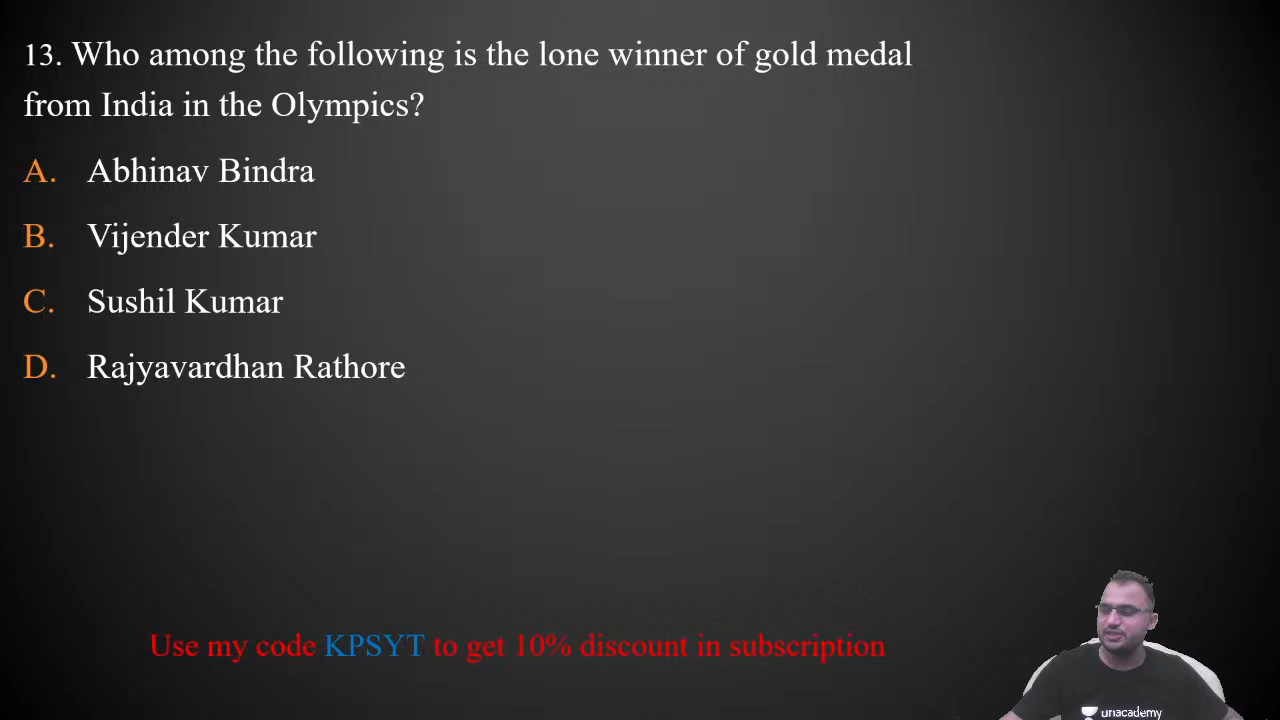 13. Who among the following is the lone winner of gold medal
from India in the Olympics?
A. Abhinav Bindra
B. Vijender Kumar
C. Sushil Kumar
D. Rajyavardhan Rathore
Use my code KPSYT to get 10% discount in subscription
unacademy